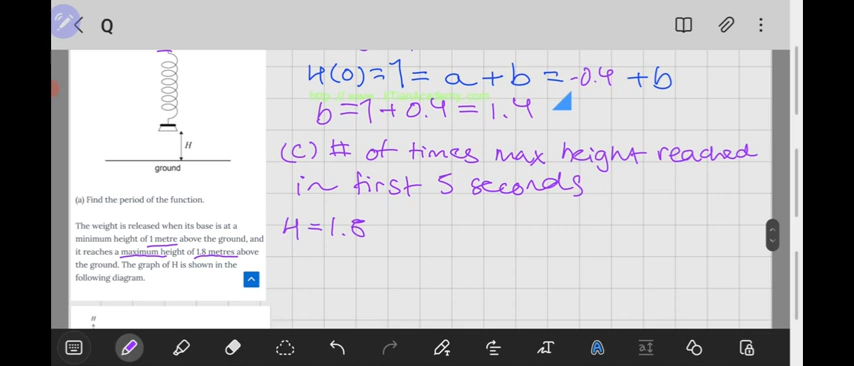 Q
H
ground
(a) Find the period of the function.
The weight is released when its base is at a
minimum height of 1 metre above the ground, and
it reaches a maximum height of 1.8 metres above
the ground. The graph of H is shown in the
following diagram.
H
H(0)=1= a+b = -0.4 +b
b=1+0.4=1.4
(C) # of times max height reached
in first 5 seconds
H=1.8